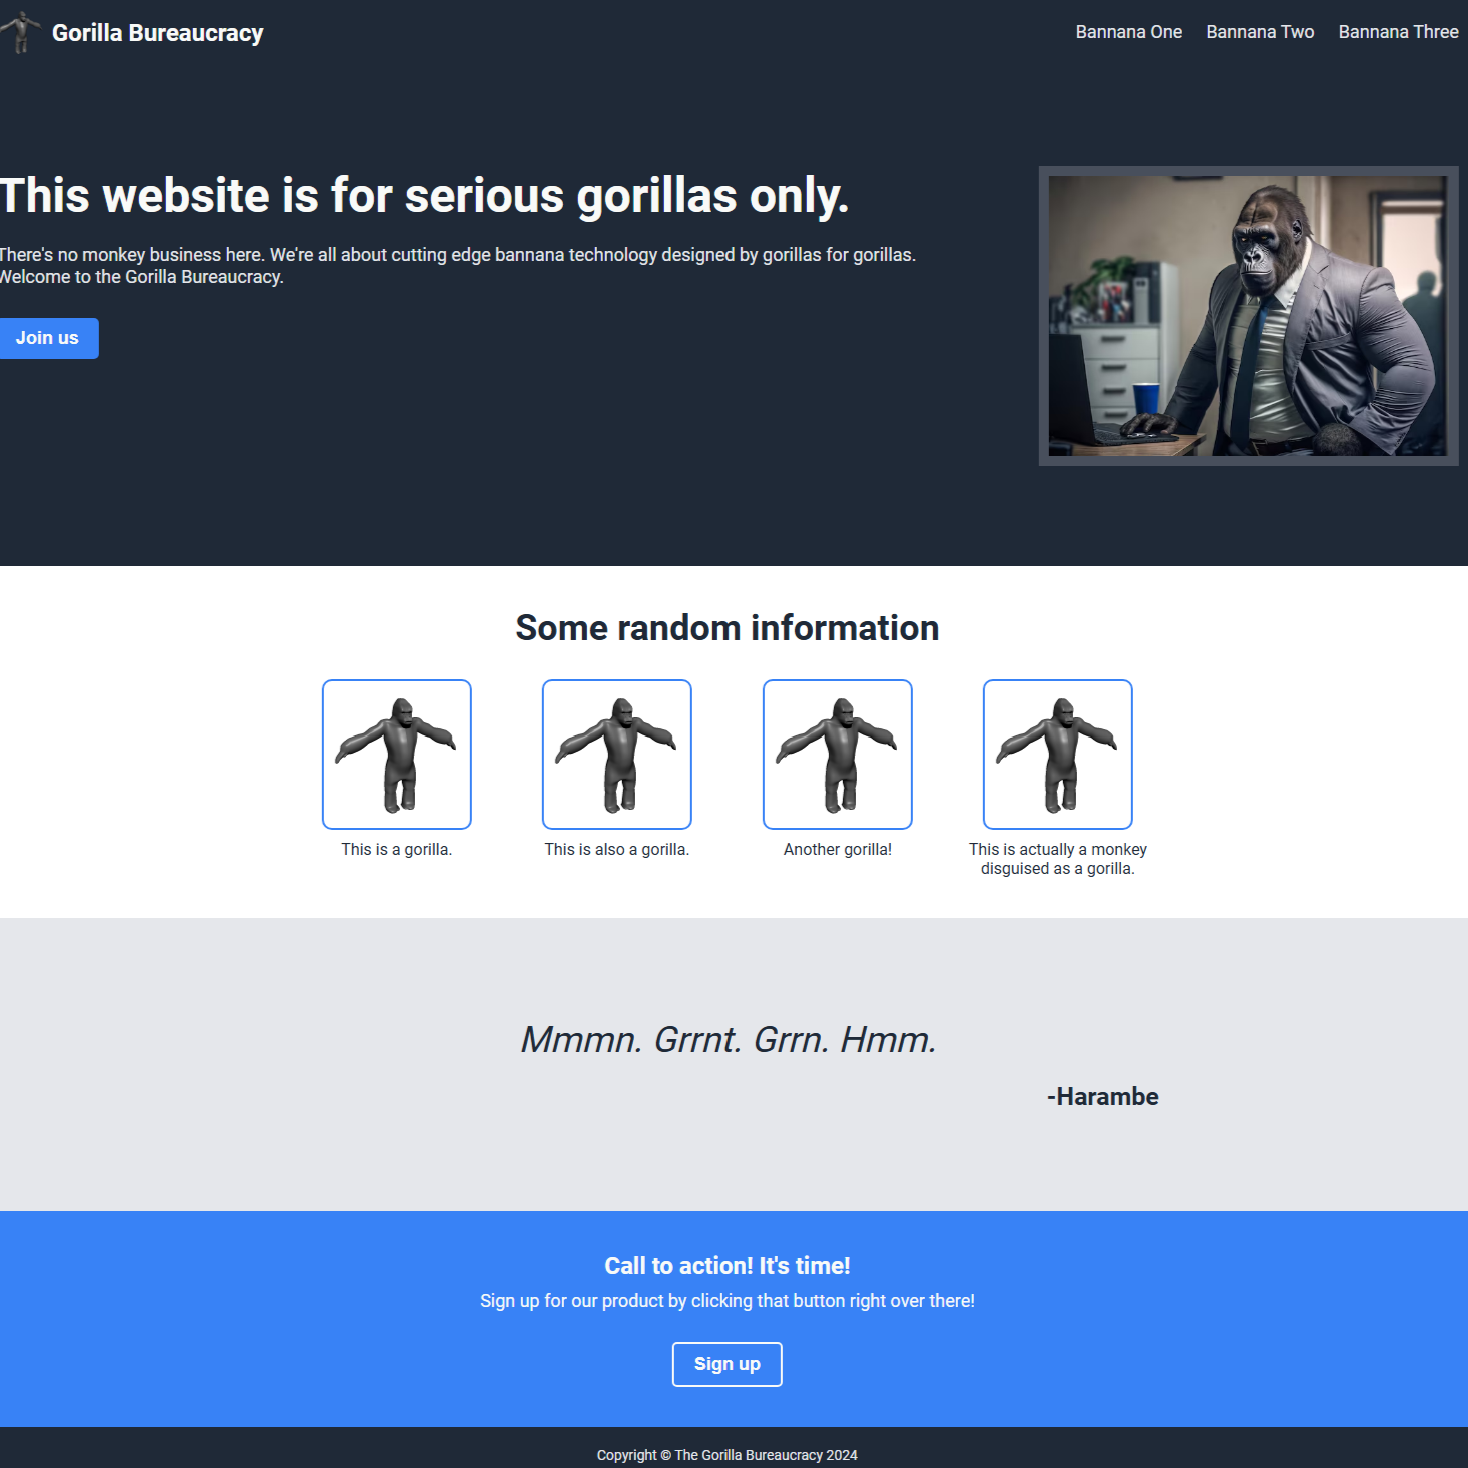 Gorilla Bureaucracy
Bannana One
Bannana Two
Bannana Three
This website is for serious gorillas only.
There's no monkey business here. We're all about cutting edge bannana technology designed by gorillas for gorillas.
Welcome to the Gorilla Bureaucracy.
Join us
Some random information
This is a gorilla.
This is also a gorilla.
Another gorilla!
This is actually a monkey
disguised as a gorilla.
Mmmn. Grrnt. Grrn. Hmm.
-Harambe
Call to action! It's time!
Sign up for our product by clicking that button right over there!
Sign up
Copyright © The Gorilla Bureaucracy 2024